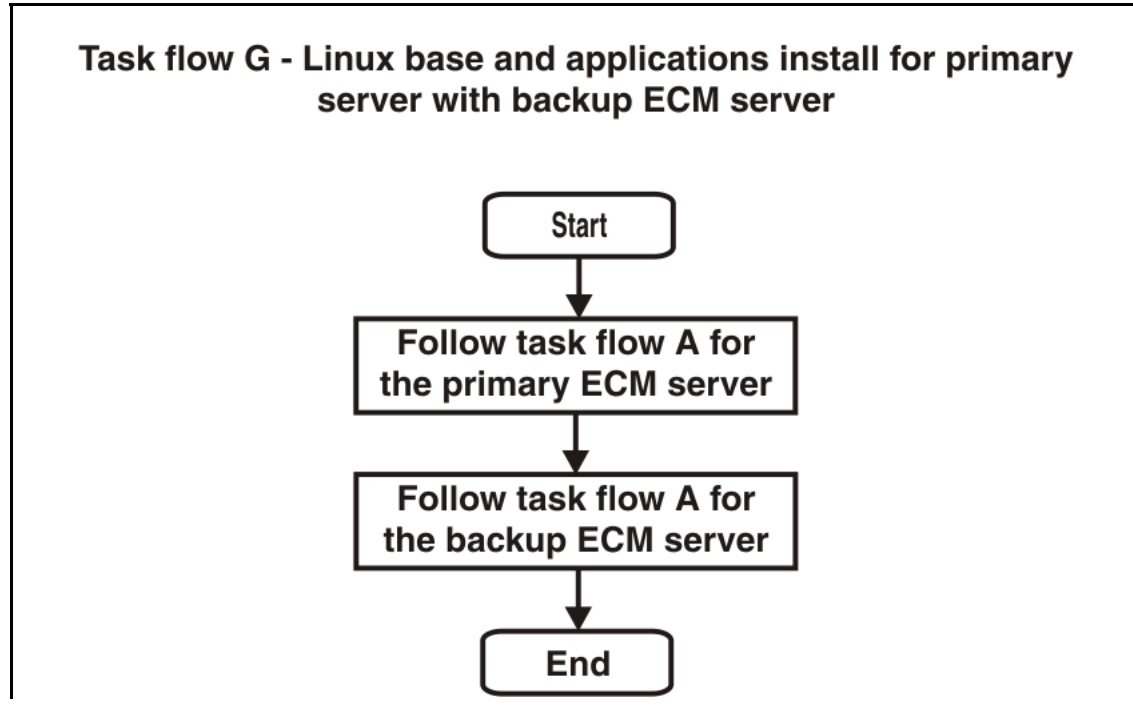 Task flow G - Linux base and applications install for primary
server with backup ECM server
Start
Follow task flow A for
the primary ECM server
Follow task flow A for
the backup ECM server
End